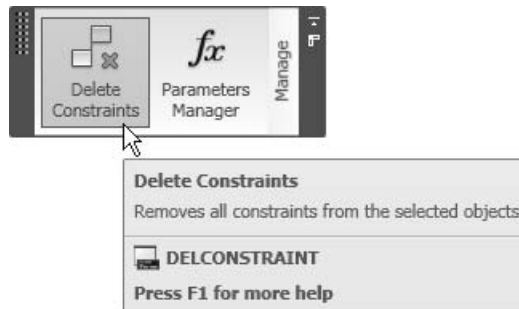 Delete
Constraints
fx
Parameters
Manager
Manage
Delete Constraints
Removes all constraints from the selected objects
DELCONSTRAINT
Press F1 for more help